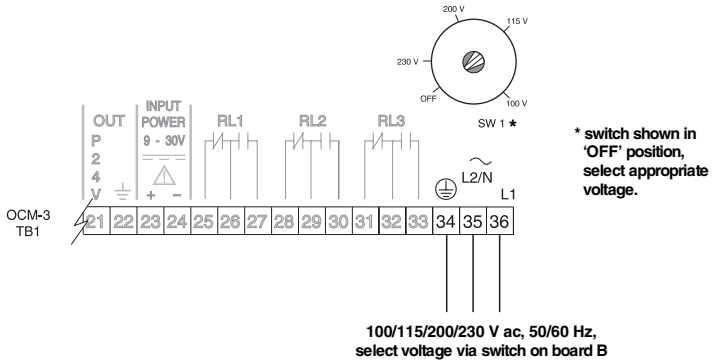 200 V
115 V
230 V
OFF
100 V
SW 1 *
* switch shown in
'OFF' position,
select appropriate
voltage.
OUT
P
2
4
V
INPUT
POWER
9 - 30V
+ -
RL1
RL2
RL3
L2/N
L1
OCM-3
TB1
21 22 23 24 25 26 27 28 29 30 31 32 33 34 35 36
100/115/200/230 V ac, 50/60 Hz,
select voltage via switch on board B